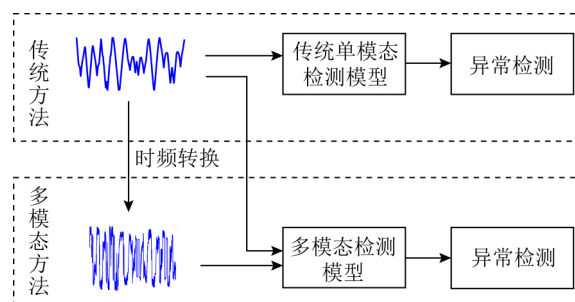 传统方法
传统单模态
检测模型
异常检测
时频转换
多模态方法
多模态检测
模型
异常检测